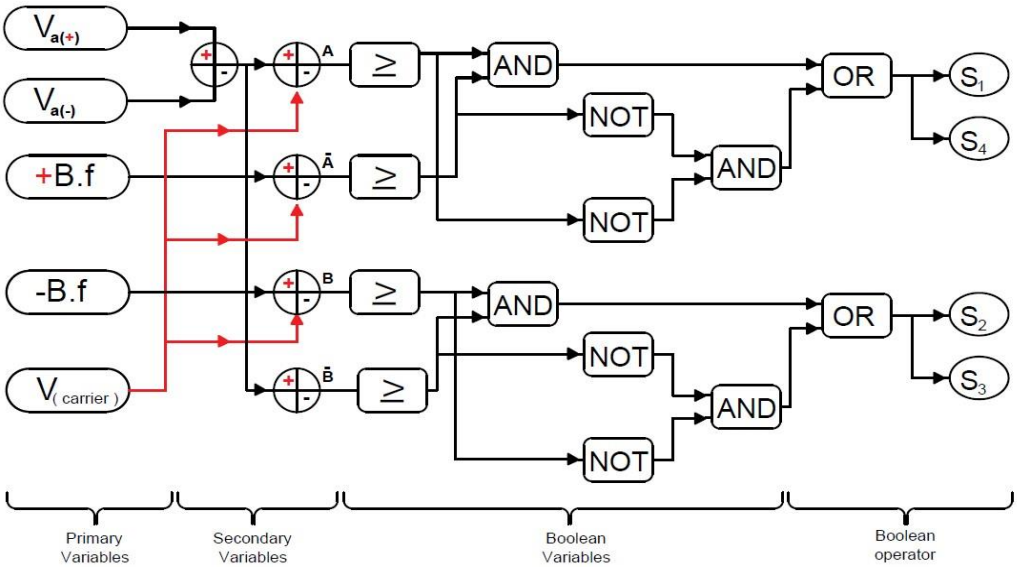 Va(+)
+
-
+
-
A
≥
AND
OR
S1
Va(-)
NOT
S4
+B.f
+
-
Ā
≥
AND
NOT
-B.f
+
-
B
≥
AND
OR
S2
NOT
V( carrier )
+
-
B̄
≥
AND
S3
NOT
Primary
Variables
Secondary
Variables
Boolean
Variables
Boolean
operator